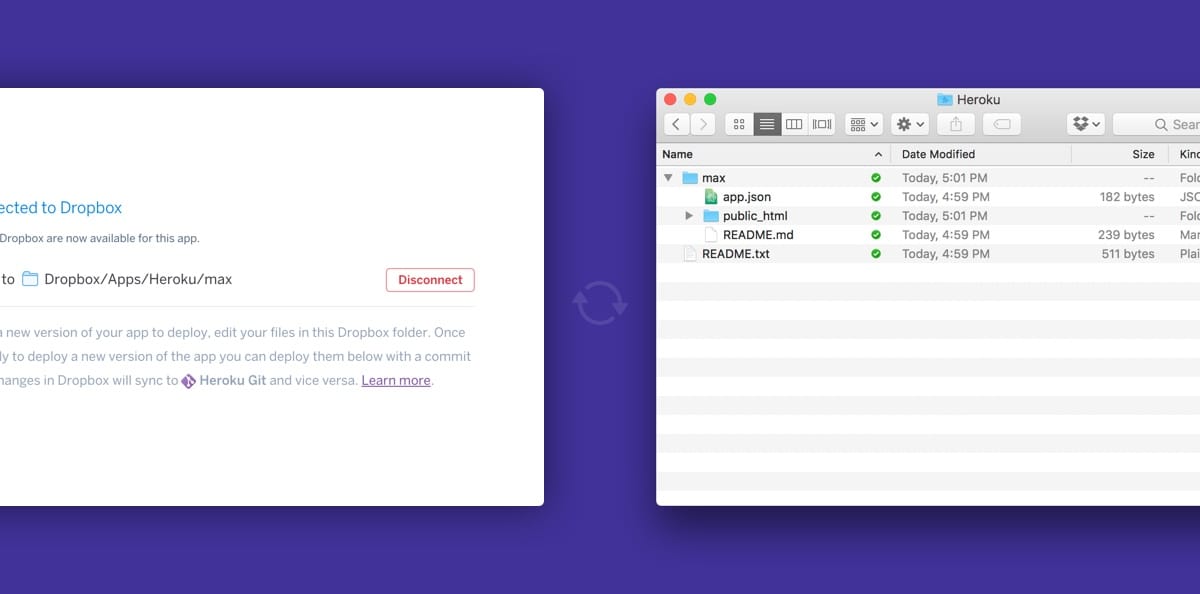 ected to Dropbox
Dropbox are now available for this app.
to Dropbox/Apps/Heroku/max
Disconnect
a new version of your app to deploy, edit your files in this Dropbox folder. Once
ly to deploy a new version of the app you can deploy them below with a commit
hanges in Dropbox will sync to Heroku Git and vice versa. Learn more.
Heroku
Sear
Name Date Modified Size Kind
max Today, 5:01 PM -- Fol
app.json Today, 4:59 PM 182 bytes JSO
public_html Today, 5:01 PM -- Fol
README.md Today, 4:59 PM 239 bytes Mar
README.txt Today, 4:59 PM 511 bytes Plai